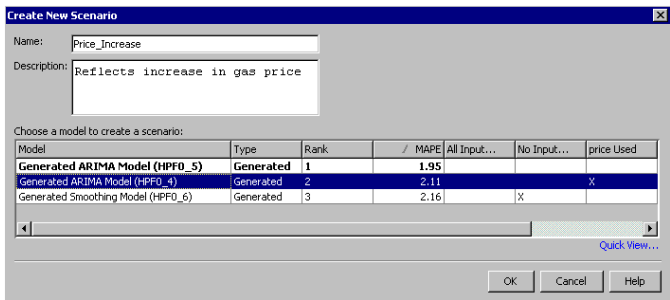 Create New Scenario
Name: Price_Increase
Description: Reflects increase in gas price
Choose a model to create a scenario:
Model Type Rank / MAPE All Input... No Input... price Used
Generated ARIMA Model (HPF0_5) Generated 1 1.95
Generated ARIMA Model (HPF0_4) Generated 2 2.11 X
Generated Smoothing Model (HPF0_6) Generated 3 2.16 X
Quick View...
OK Cancel Help